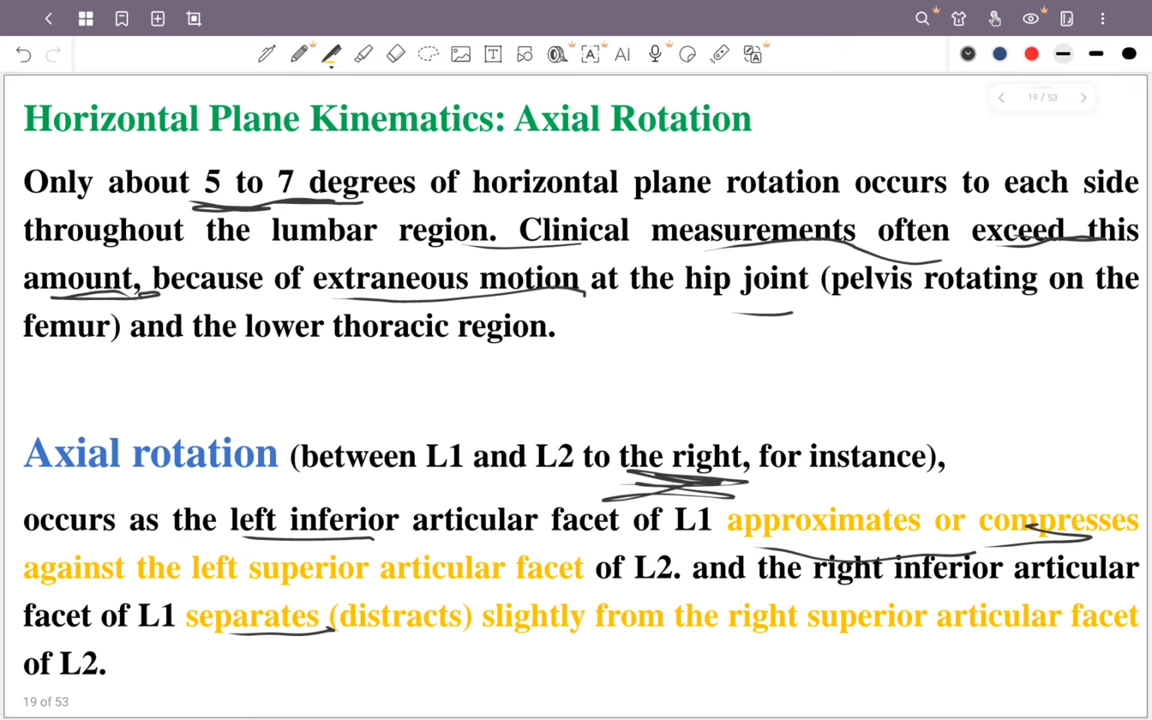 AI
19 / 53
Horizontal Plane Kinematics: Axial Rotation
Only about 5 to 7 degrees of horizontal plane rotation occurs to each side
throughout the lumbar region. Clinical measurements often exceed this
amount, because of extraneous motion at the hip joint (pelvis rotating on the
femur) and the lower thoracic region.
Axial rotation (between L1 and L2 to the right, for instance),
occurs as the left inferior articular facet of L1 approximates or compresses
against the left superior articular facet of L2. and the right inferior articular
facet of L1 separates (distracts) slightly from the right superior articular facet
of L2.
19 of 53